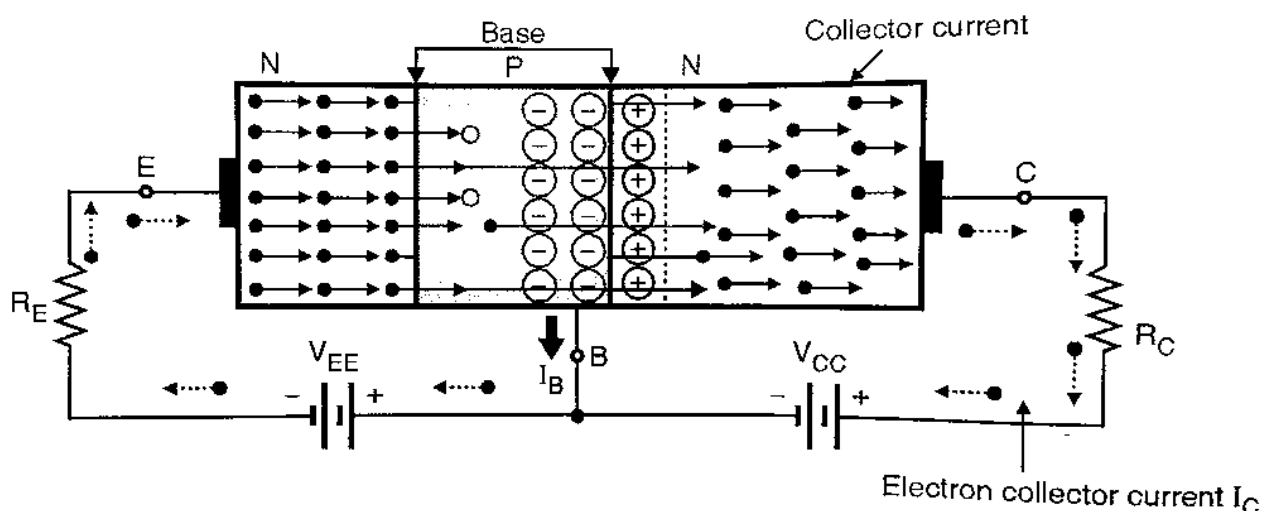 Base
Collector current
N
P
N
E
C
R_E
R_C
B
I_B
V_EE
V_CC
− +
− +
Electron collector current I_C